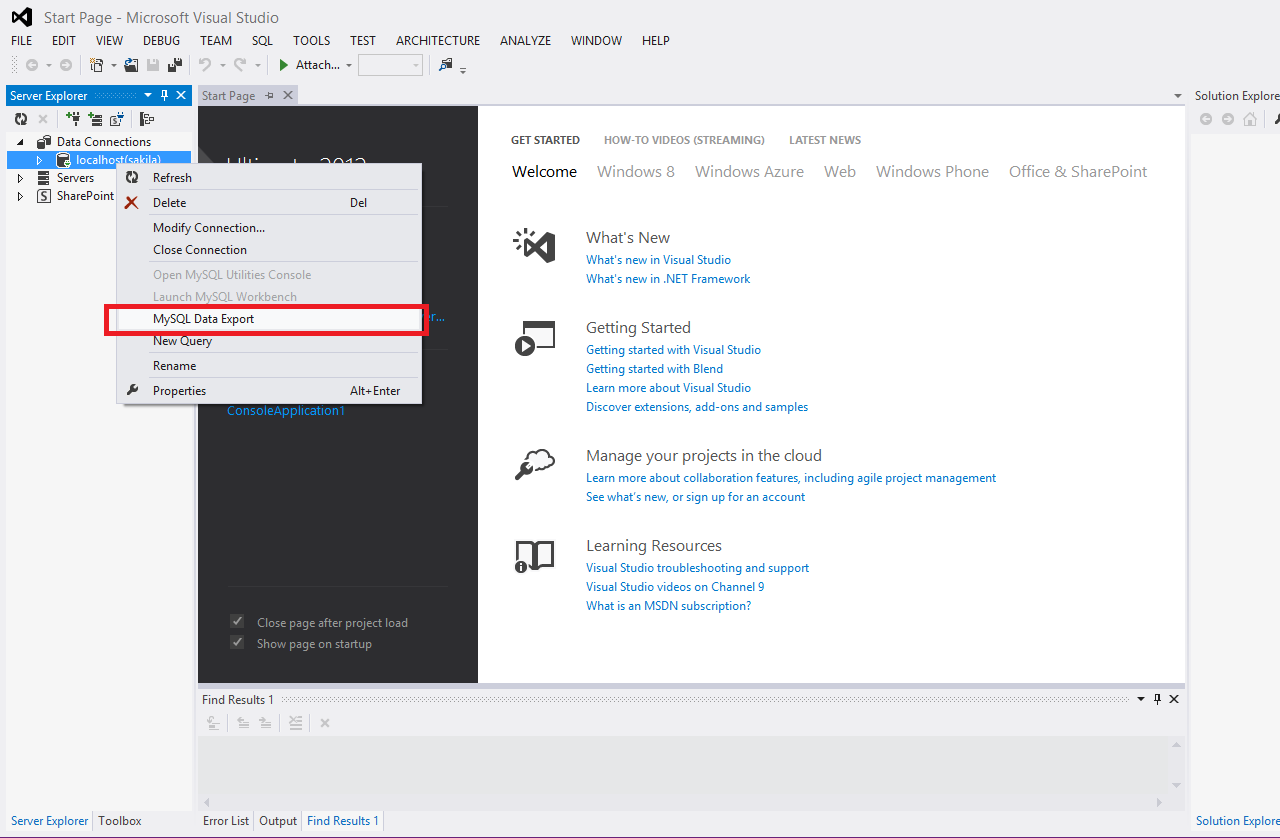 Start Page - Microsoft Visual Studio
FILE EDIT VIEW DEBUG TEAM SQL TOOLS TEST ARCHITECTURE ANALYZE WINDOW HELP
Attach...
Server Explorer
Start Page
Solution Explore
Data Connections
localhost(sakila)
Servers
SharePoint
Refresh
Delete Del
Modify Connection...
Close Connection
Open MySQL Utilities Console
Launch MySQL Workbench
MySQL Data Export
New Query
Rename
Properties Alt+Enter
er...
ConsoleApplication1
Close page after project load
Show page on startup
GET STARTED HOW-TO VIDEOS (STREAMING) LATEST NEWS
Welcome Windows 8 Windows Azure Web Windows Phone Office & SharePoint
What's New
What's new in Visual Studio
What's new in .NET Framework
Getting Started
Getting started with Visual Studio
Getting started with Blend
Learn more about Visual Studio
Discover extensions, add-ons and samples
Manage your projects in the cloud
Learn more about collaboration features, including agile project management
See what's new, or sign up for an account
Learning Resources
Visual Studio troubleshooting and support
Visual Studio videos on Channel 9
What is an MSDN subscription?
Find Results 1
Server Explorer Toolbox
Error List Output Find Results 1
Solution Explore